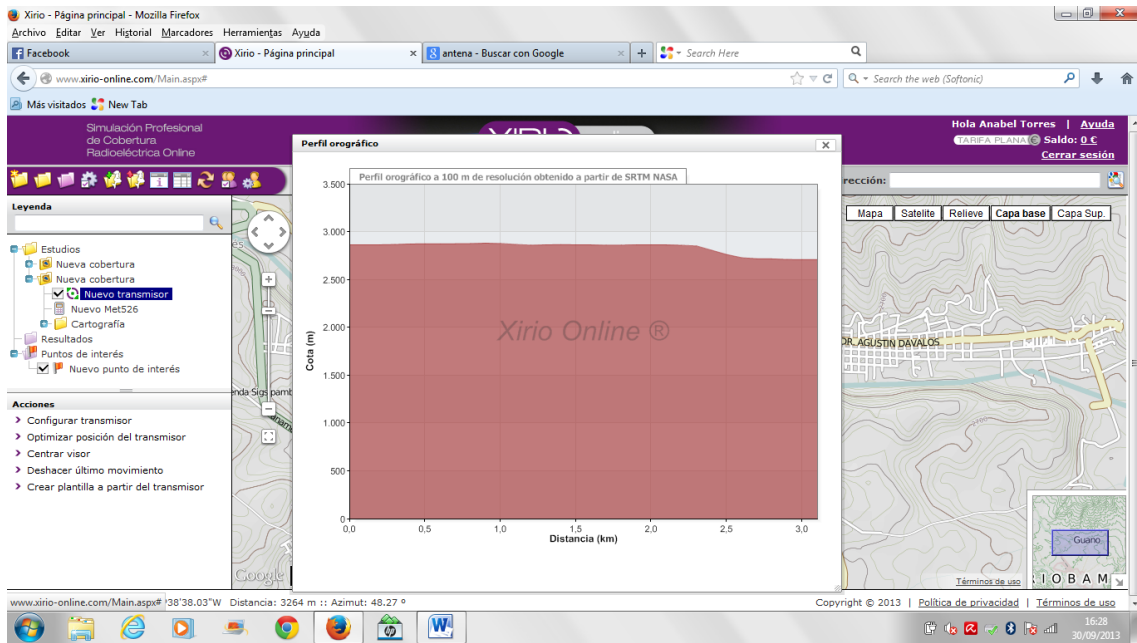 Xirio - Página principal - Mozilla Firefox
Archivo Editar Ver Historial Marcadores Herramientas Ayuda
Facebook
Xirio - Página principal
antena - Buscar con Google
Search Here
www.xirio-online.com/Main.aspx#
Search the web (Softonic)
Más visitados New Tab
Simulación Profesional
de Cobertura
Radioeléctrica Online
Hola Anabel Torres | Ayuda
TARIFA PLANA Saldo: 0 €
Cerrar sesión
Perfil orográfico
rección:
Mapa Satelite Relieve Capa base Capa Sup.
Leyenda
Estudios
Nueva cobertura
Nueva cobertura
Nuevo transmisor
Nuevo Met526
Cartografía
Resultados
Puntos de interés
Nuevo punto de interés
Acciones
Configurar transmisor
Optimizar posición del transmisor
Centrar visor
Deshacer último movimiento
Crear plantilla a partir del transmisor
Perfil orográfico a 100 m de resolución obtenido a partir de SRTM NASA
3.500
3.000
2.500
2.000
1.500
1.000
500
0
Cota (m)
Xirio Online ®
0,0 0,5 1,0 1,5 2,0 2,5 3,0
Distancia (km)
DR. AGUSTIN DAVALOS
Guano
IOBAM
Google
Términos de uso
www.xirio-online.com/Main.aspx# 38'38.03"W Distancia: 3264 m :: Azimut: 48.27 º
Copyright © 2013 | Política de privacidad | Términos de uso
16:28
30/09/2013